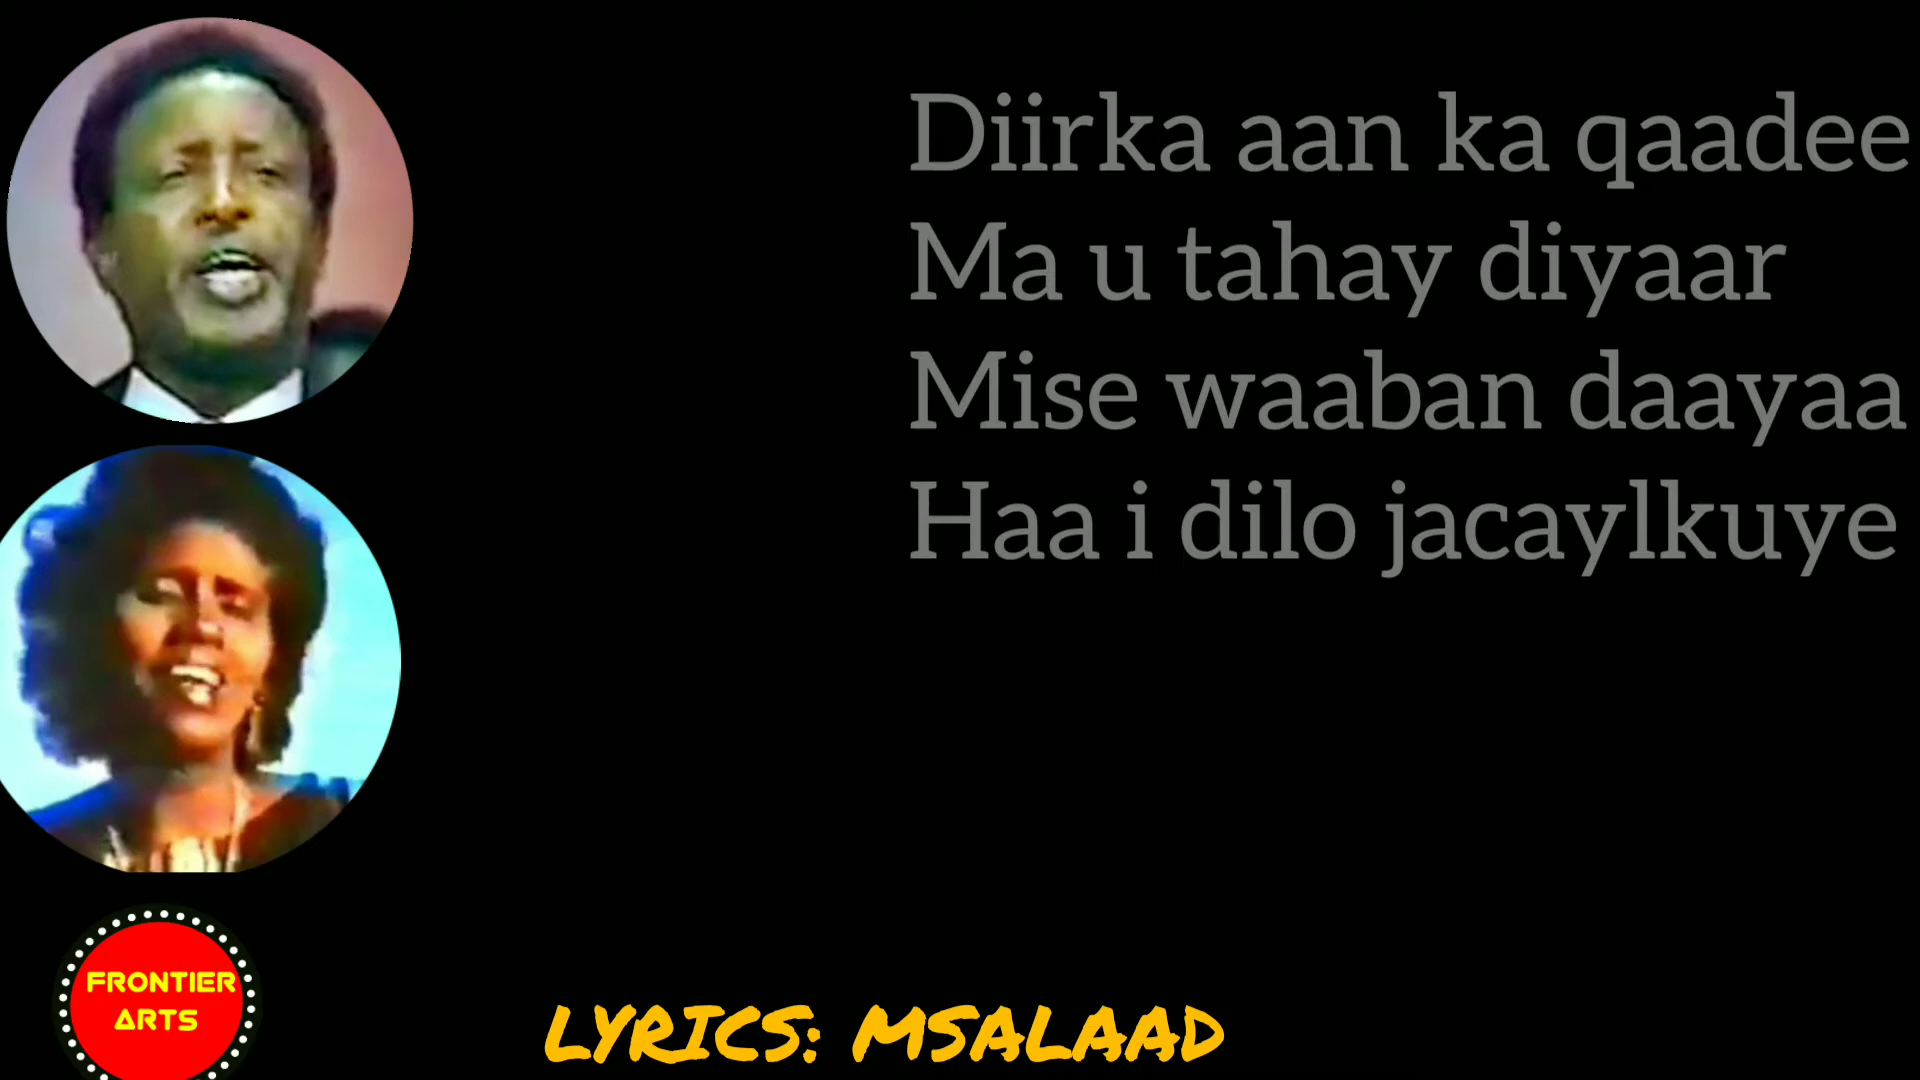 Diirka aan ka qaadee
Ma u tahay diyaar
Mise waaban daayaa
Haa i dilo jacaylkuye
FRONTIER
ARTS
LYRICS: MSALAAD